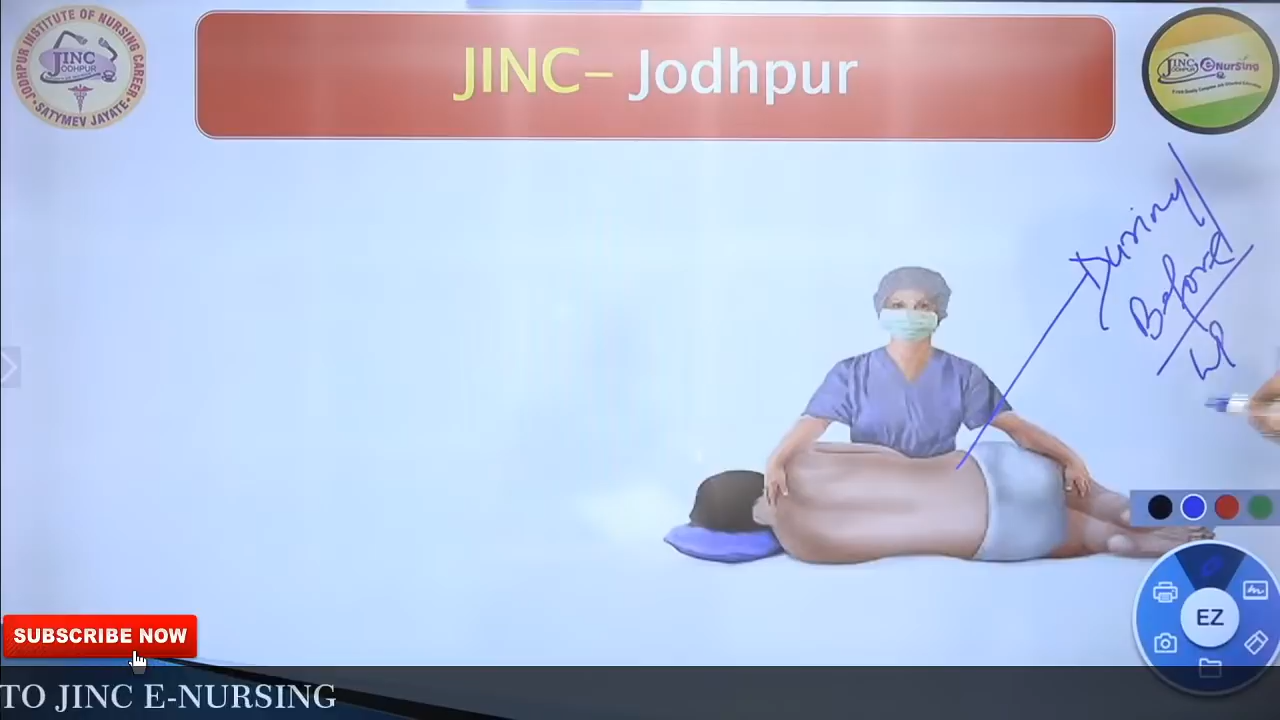 JODHPUR INSTITUTE OF NURSING CAREER
JINC
JODHPUR
SATYMEV JAYATE
JINC– Jodhpur
JINC
JODHPUR
eNursing
During/
Before
LP
EZ
SUBSCRIBE NOW
TO JINC E-NURSING